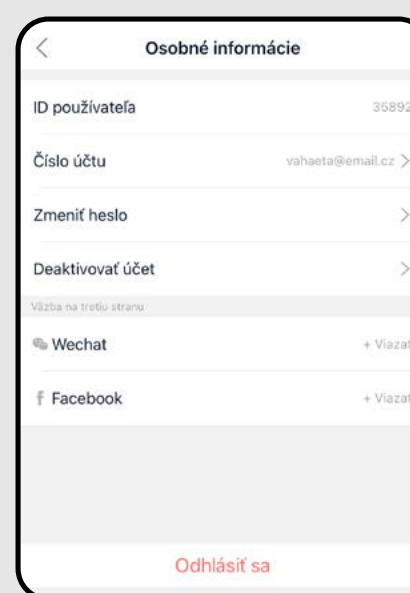 Osobné informácie
ID používateľa 35892
Číslo účtu vahaeta@email.cz
Zmeniť heslo
Deaktivovať účet
Väzba na tretiu stranu
Wechat + Viazať
Facebook + Viazať
Odhlásiť sa